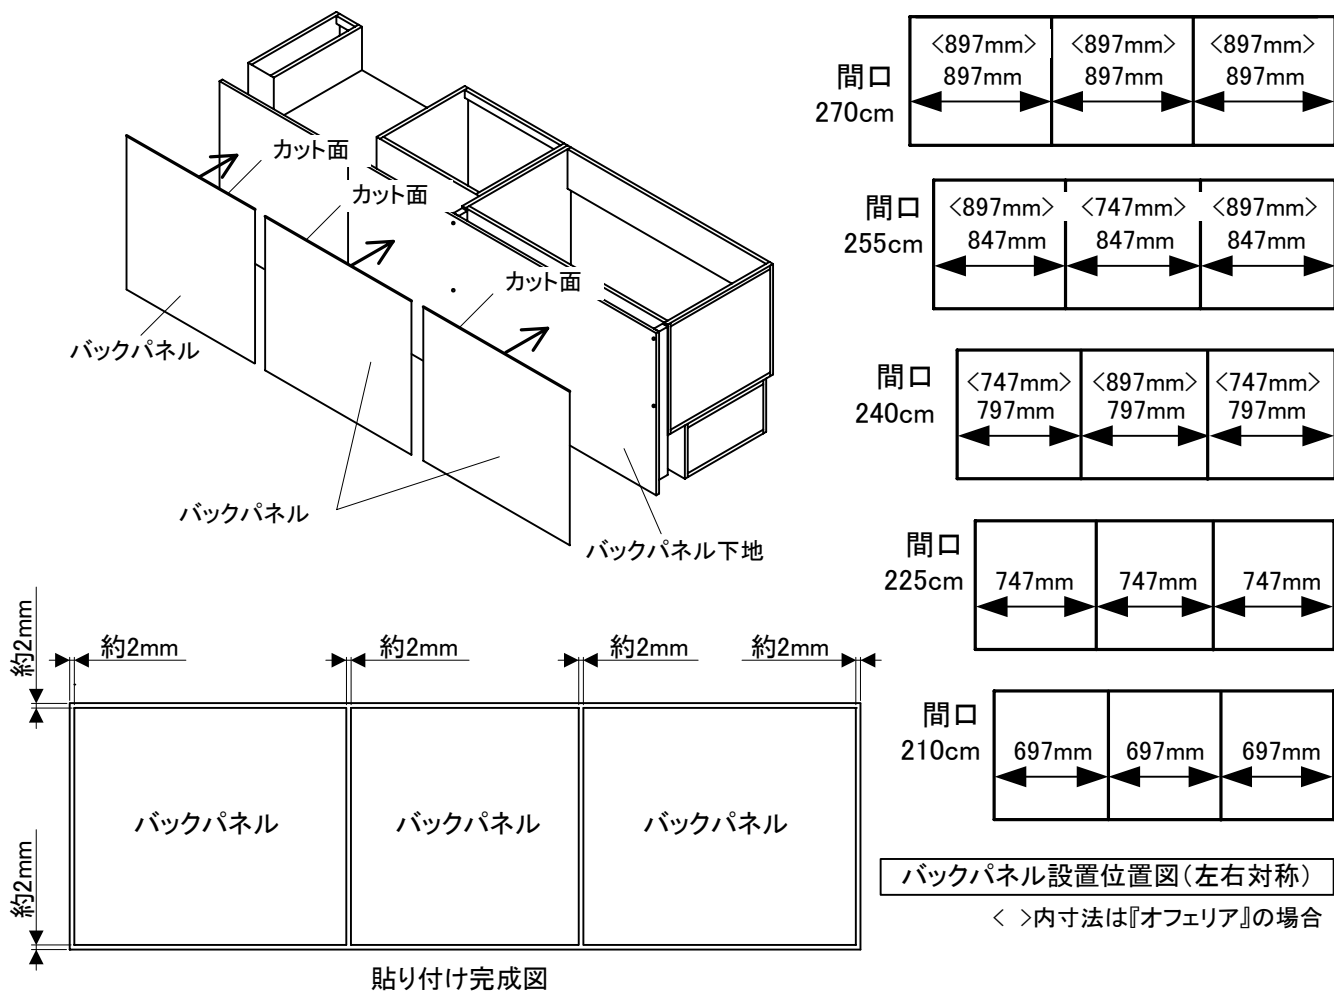 カット面
カット面
カット面
バックパネル
バックパネル
バックパネル下地
間口
270cm
<897mm> <897mm> <897mm>
897mm 897mm 897mm
間口
255cm
<897mm> <747mm> <897mm>
847mm 847mm 847mm
間口
240cm
<747mm> <897mm> <747mm>
797mm 797mm 797mm
間口
225cm
747mm 747mm 747mm
間口
210cm
697mm 697mm 697mm
バックパネル設置位置図(左右対称)
< >内寸法は『オフェリア』の場合
約2mm
約2mm 約2mm 約2mm 約2mm
バックパネル バックパネル バックパネル
約2mm
貼り付け完成図